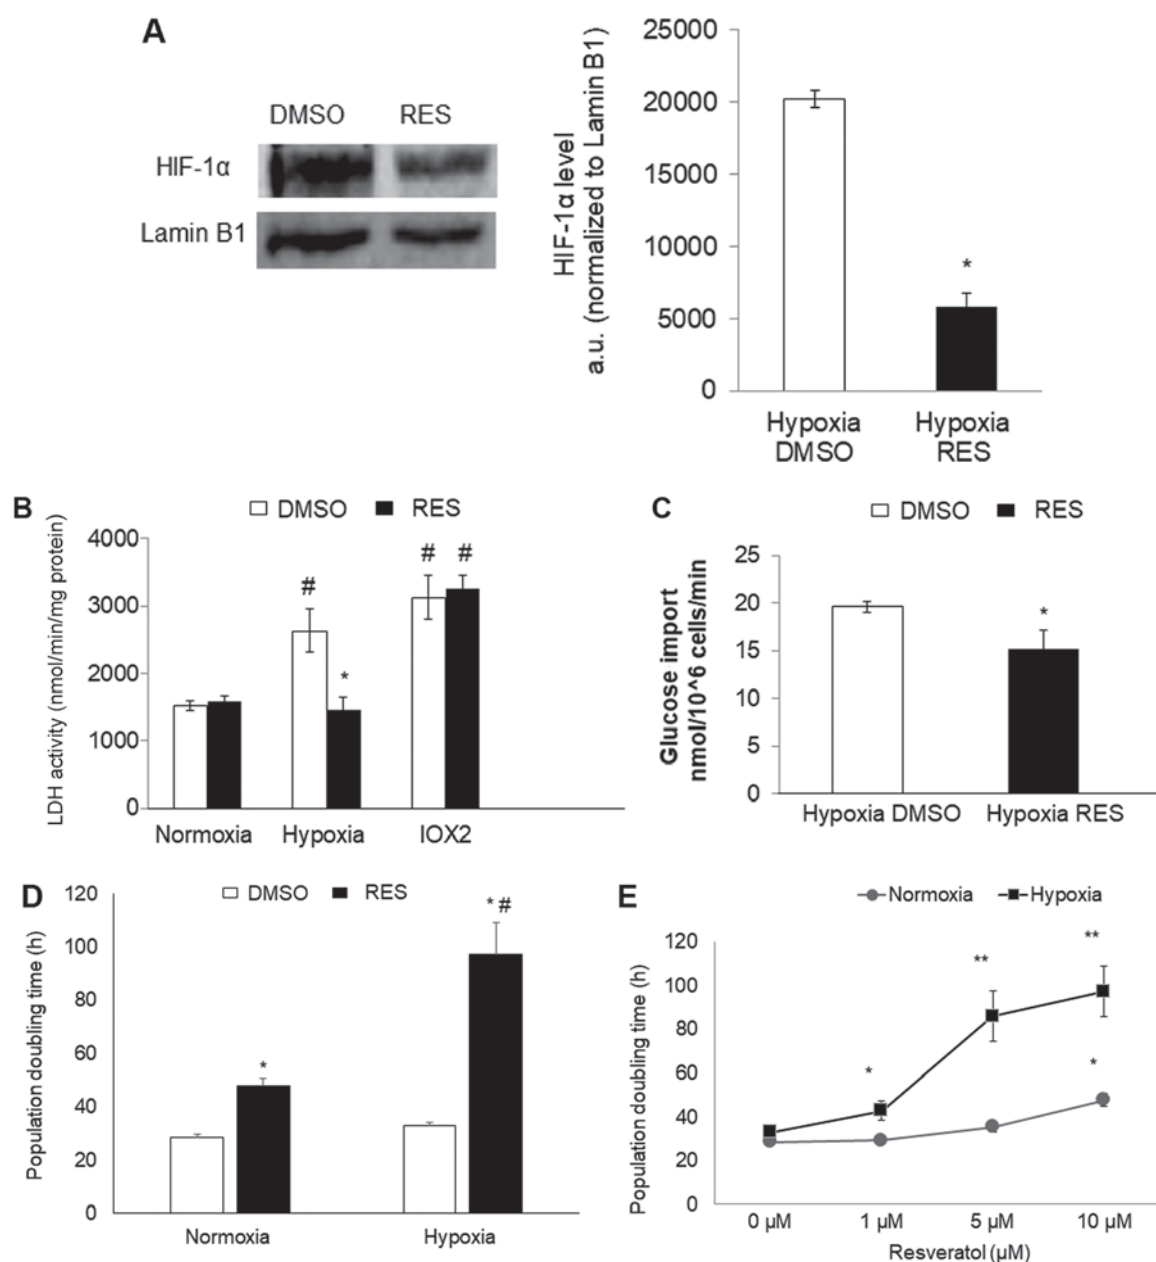 A
DMSO RES
HIF-1α
Lamin B1
HIF-1α level
a.u. (normalized to Lamin B1)
25000
20000
15000
10000
5000
0
*
Hypoxia
DMSO
Hypoxia
RES
B
DMSO RES
LDH activity (nmol/min/mg protein)
4000
3000
2000
1000
0
#
*
# #
Normoxia Hypoxia IOX2
C
DMSO RES
Glucose import
nmol/10^6 cells/min
25
20
15
10
5
0
*
Hypoxia DMSO Hypoxia RES
D
DMSO RES
Population doubling time (h)
120
100
80
60
40
20
0
*
* #
Normoxia Hypoxia
E
Normoxia Hypoxia
Population doubling time (h)
120
100
80
60
40
20
0
*
**
**
*
0 µM 1 µM 5 µM 10 µM
Resveratol (µM)